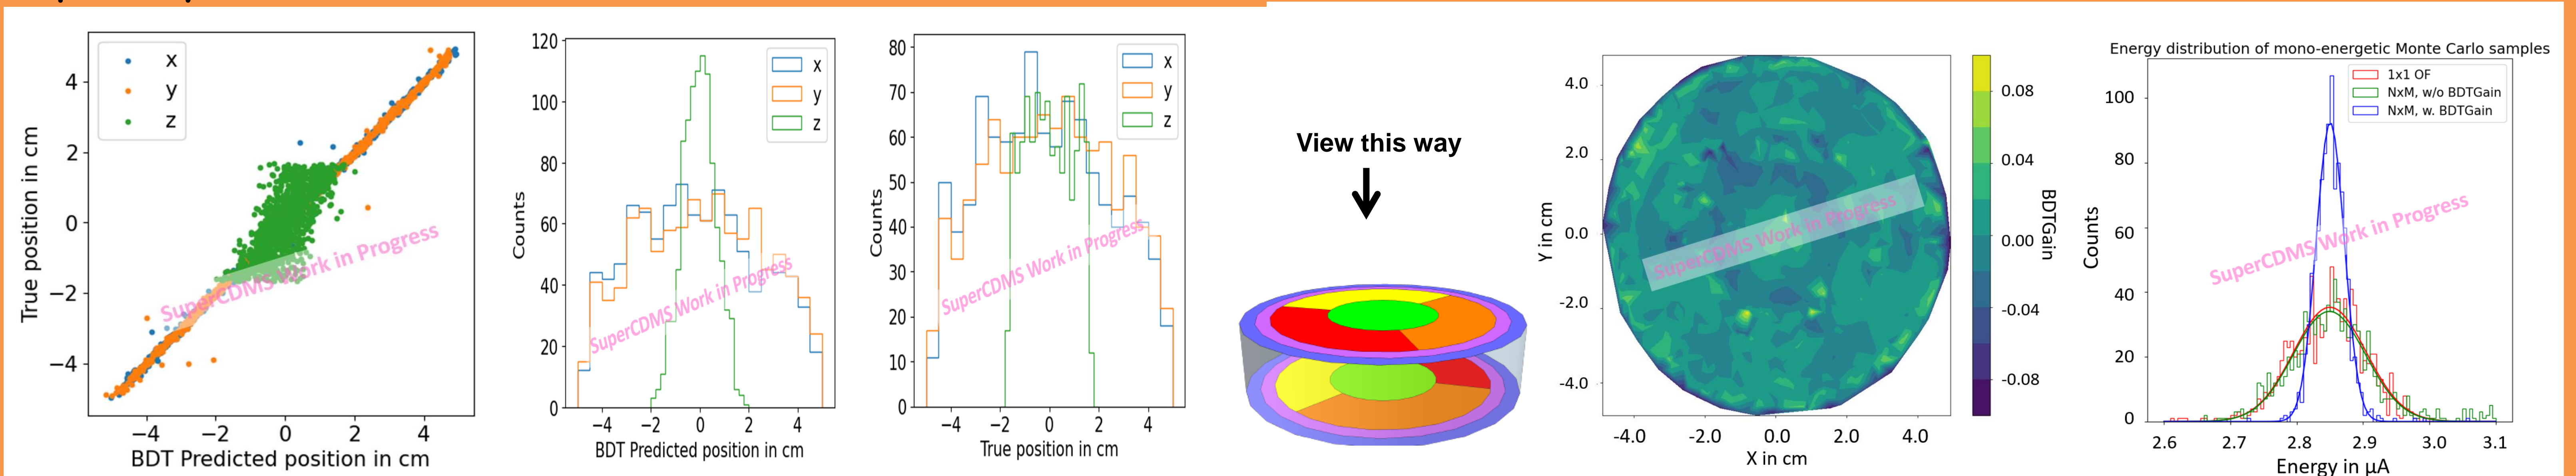 x
y
z
4
2
0
−2
−4
−4
−2
0
2
4
True position in cm
BDT Predicted position in cm
SuperCDMS Work in Progress
x
y
z
120
100
80
60
40
20
0
−4
−2
0
2
4
Counts
BDT Predicted position in cm
SuperCDMS Work in Progress
x
y
z
80
70
60
50
40
30
20
10
0
−4
−2
0
2
4
Counts
True position in cm
SuperCDMS Work in Progress
View this way
4.0
2.0
0.0
-2.0
-4.0
-4.0
-2.0
0.0
2.0
4.0
Y in cm
X in cm
SuperCDMS Work in Progress
0.08
0.04
0.00
-0.04
-0.08
BDTGain
Energy distribution of mono-energetic Monte Carlo samples
1x1 OF
NxM, w/o BDTGain
NxM, w. BDTGain
100
80
60
40
20
0
2.6
2.7
2.8
2.9
3.0
3.1
Counts
Energy in μA
SuperCDMS Work in Progress